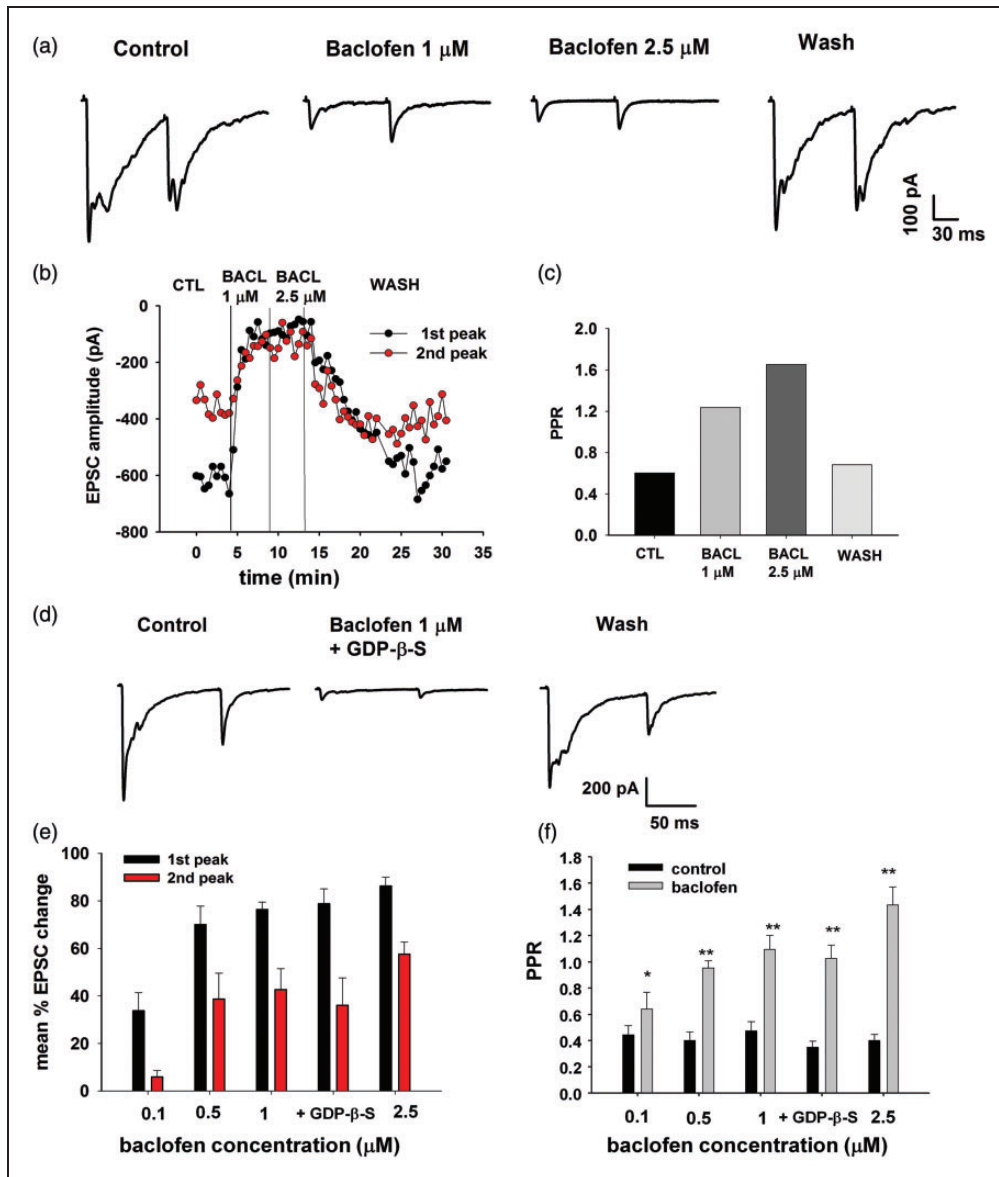 (a)
Control
Baclofen 1 μM
Baclofen 2.5 μM
Wash
100 pA
30 ms
(b)
CTL
BACL
1 μM
BACL
2.5 μM
WASH
1st peak
2nd peak
EPSC amplitude (pA)
0
-200
-400
-600
-800
0 5 10 15 20 25 30 35
time (min)
(c)
PPR
2.0
1.6
1.2
0.8
0.4
0.0
CTL
BACL
1 μM
BACL
2.5 μM
WASH
(d)
Control
Baclofen 1 μM
+ GDP-β-S
Wash
200 pA
50 ms
(e)
1st peak
2nd peak
mean % EPSC change
100
80
60
40
20
0
0.1 0.5 1 + GDP-β-S 2.5
baclofen concentration (μM)
(f)
control
baclofen
PPR
1.8
1.6
1.4
1.2
1.0
0.8
0.6
0.4
0.2
0.0
* ** ** ** **
0.1 0.5 1 + GDP-β-S 2.5
baclofen concentration (μM)